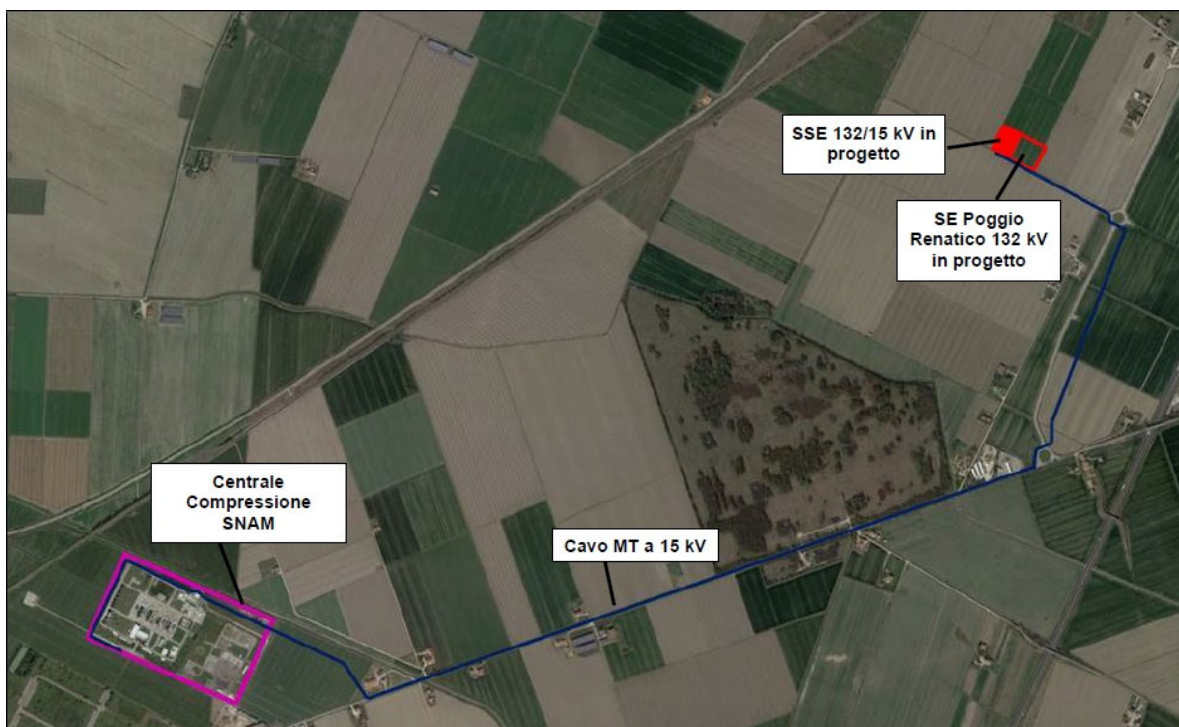 SSE 132/15 kV in
progetto
SE Poggio
Renatico 132 kV
in progetto
Centrale
Compressione
SNAM
Cavo MT a 15 kV